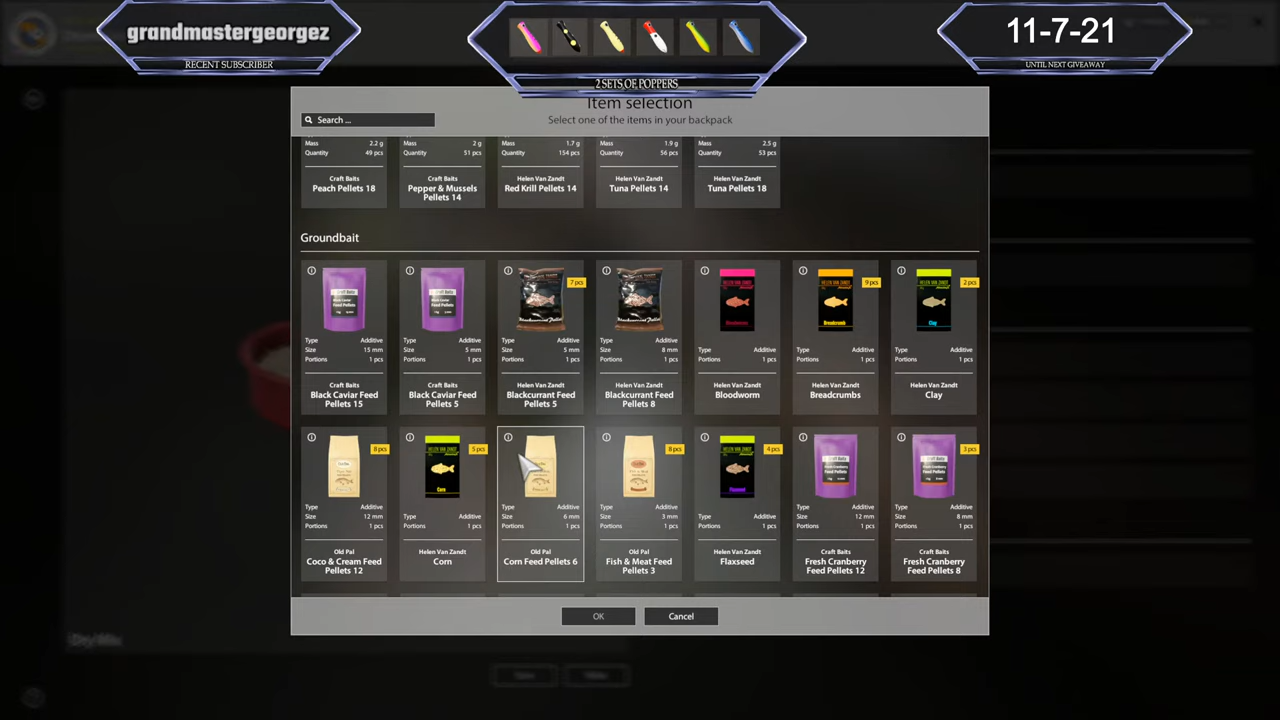 grandmastergeorgez
RECENT SUBSCRIBER
2 SETS OF POPPERS
11-7-21
UNTIL NEXT GIVEAWAY
Item selection
Search ...
Select one of the items in your backpack
Mass 2.2 g
Quantity 49 pcs
Craft Baits
Peach Pellets 18
Mass 2 g
Quantity 51 pcs
Craft Baits
Pepper & Mussels
Pellets 14
Mass 1.7 g
Quantity 154 pcs
Helen Van Zandt
Red Krill Pellets 14
Mass 1.9 g
Quantity 56 pcs
Helen Van Zandt
Tuna Pellets 14
Mass 2.5 g
Quantity 53 pcs
Helen Van Zandt
Tuna Pellets 18
Groundbait
Type Additive
Size 15 mm
Portions 1 pcs
Craft Baits
Black Caviar Feed
Pellets 15
Type Additive
Size 5 mm
Portions 1 pcs
Craft Baits
Black Caviar Feed
Pellets 5
7 pcs
Type Additive
Size 5 mm
Portions 1 pcs
Helen Van Zandt
Blackcurrant Feed
Pellets 5
Type Additive
Size 8 mm
Portions 1 pcs
Helen Van Zandt
Blackcurrant Feed
Pellets 8
Type Additive
Portions 1 pcs
Helen Van Zandt
Bloodworm
9 pcs
Type Additive
Portions 1 pcs
Helen Van Zandt
Breadcrumbs
2 pcs
Clay
Type Additive
Portions 1 pcs
Helen Van Zandt
Clay
8 pcs
Type Additive
Size 12 mm
Portions 1 pcs
Old Pal
Coco & Cream Feed
Pellets 12
5 pcs
Corn
Type Additive
Portions 1 pcs
Helen Van Zandt
Corn
Type Additive
Size 6 mm
Portions 1 pcs
Old Pal
Corn Feed Pellets 6
8 pcs
Type Additive
Size 3 mm
Portions 1 pcs
Old Pal
Fish & Meat Feed
Pellets 3
4 pcs
Flaxseed
Type Additive
Portions 1 pcs
Helen Van Zandt
Flaxseed
Type Additive
Size 12 mm
Portions 1 pcs
Craft Baits
Fresh Cranberry
Feed Pellets 12
3 pcs
Type Additive
Size 8 mm
Portions 1 pcs
Craft Baits
Fresh Cranberry
Feed Pellets 8
OK
Cancel